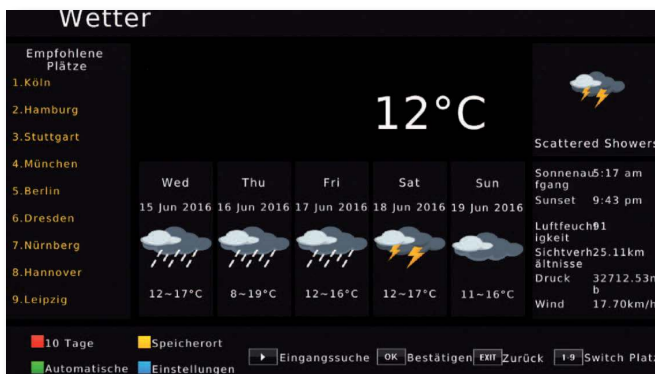 Wetter
Empfohlene
Plätze
1.Köln
2.Hamburg
3.Stuttgart
4.München
5.Berlin
6.Dresden
7.Nürnberg
8.Hannover
9.Leipzig
12°C
Scattered Showers
Wed
15 Jun 2016
12~17°C
Thu
16 Jun 2016
8~19°C
Fri
17 Jun 2016
12~16°C
Sat
18 Jun 2016
12~17°C
Sun
19 Jun 2016
11~16°C
Sonnenau 5:17 am
fgang
Sunset 9:43 pm
Luftfeucht 91
igkeit
Sichtverh 25.11km
ältnisse
Druck 32712.53m
b
Wind 17.70km/h
10 Tage
Speicherort
Automatische
Einstellungen
Eingangssuche OK Bestätigen EXIT Zurück 1-9 Switch Platz